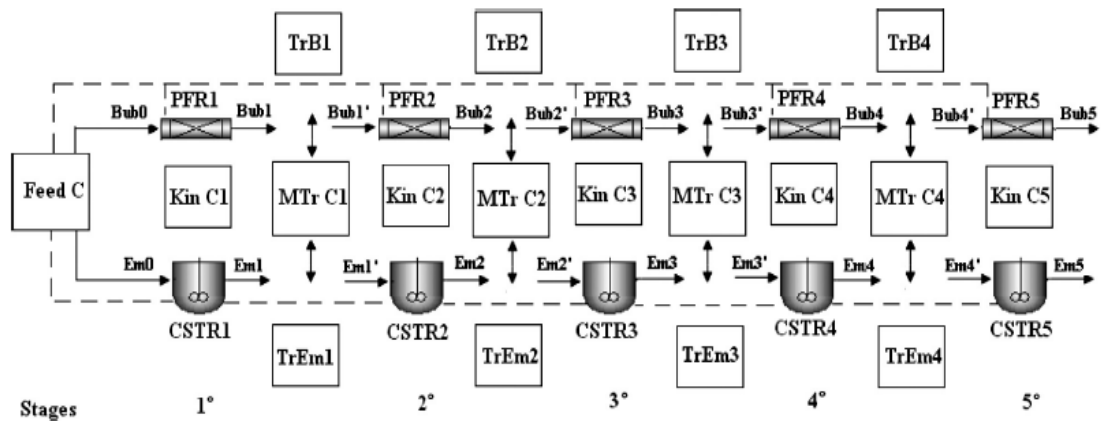 TrB1 TrB2 TrB3 TrB4
PFR1 PFR2 PFR3 PFR4 PFR5
Bub0 Bub1 Bub1' Bub2 Bub2' Bub3 Bub3' Bub4 Bub4' Bub5
Feed C Kin C1 MTr C1 Kin C2 MTr C2 Kin C3 MTr C3 Kin C4 MTr C4 Kin C5
Em0 Em1 Em1' Em2 Em2' Em3 Em3' Em4 Em4' Em5
CSTR1 CSTR2 CSTR3 CSTR4 CSTR5
TrEm1 TrEm2 TrEm3 TrEm4
Stages 1° 2° 3° 4° 5°